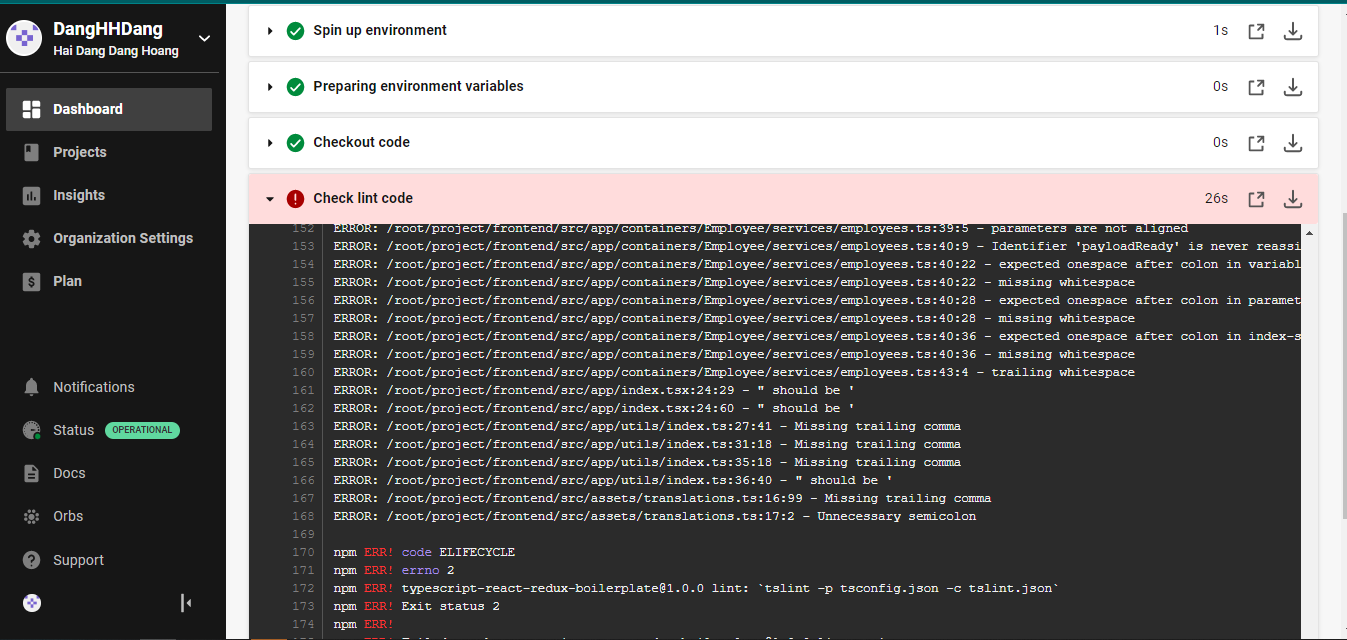 DangHHDang
Hai Dang Dang Hoang
Dashboard
Projects
Insights
Organization Settings
Plan
Notifications
Status OPERATIONAL
Docs
Orbs
Support
Spin up environment 1s
Preparing environment variables 0s
Checkout code 0s
Check lint code 26s
152 ERROR: /root/project/frontend/src/app/containers/Employee/services/employees.ts:39:5 - parameters are not aligned
153 ERROR: /root/project/frontend/src/app/containers/Employee/services/employees.ts:40:9 - Identifier 'payloadReady' is never reassi
154 ERROR: /root/project/frontend/src/app/containers/Employee/services/employees.ts:40:22 - expected onespace after colon in variabl
155 ERROR: /root/project/frontend/src/app/containers/Employee/services/employees.ts:40:22 - missing whitespace
156 ERROR: /root/project/frontend/src/app/containers/Employee/services/employees.ts:40:28 - expected onespace after colon in paramet
157 ERROR: /root/project/frontend/src/app/containers/Employee/services/employees.ts:40:28 - missing whitespace
158 ERROR: /root/project/frontend/src/app/containers/Employee/services/employees.ts:40:36 - expected onespace after colon in index-s
159 ERROR: /root/project/frontend/src/app/containers/Employee/services/employees.ts:40:36 - missing whitespace
160 ERROR: /root/project/frontend/src/app/containers/Employee/services/employees.ts:43:4 - trailing whitespace
161 ERROR: /root/project/frontend/src/app/index.tsx:24:29 - " should be '
162 ERROR: /root/project/frontend/src/app/index.tsx:24:60 - " should be '
163 ERROR: /root/project/frontend/src/app/utils/index.ts:27:41 - Missing trailing comma
164 ERROR: /root/project/frontend/src/app/utils/index.ts:31:18 - Missing trailing comma
165 ERROR: /root/project/frontend/src/app/utils/index.ts:35:18 - Missing trailing comma
166 ERROR: /root/project/frontend/src/app/utils/index.ts:36:40 - " should be '
167 ERROR: /root/project/frontend/src/assets/translations.ts:16:99 - Missing trailing comma
168 ERROR: /root/project/frontend/src/assets/translations.ts:17:2 - Unnecessary semicolon
169
170 npm ERR! code ELIFECYCLE
171 npm ERR! errno 2
172 npm ERR! typescript-react-redux-boilerplate@1.0.0 lint: `tslint -p tsconfig.json -c tslint.json`
173 npm ERR! Exit status 2
174 npm ERR!